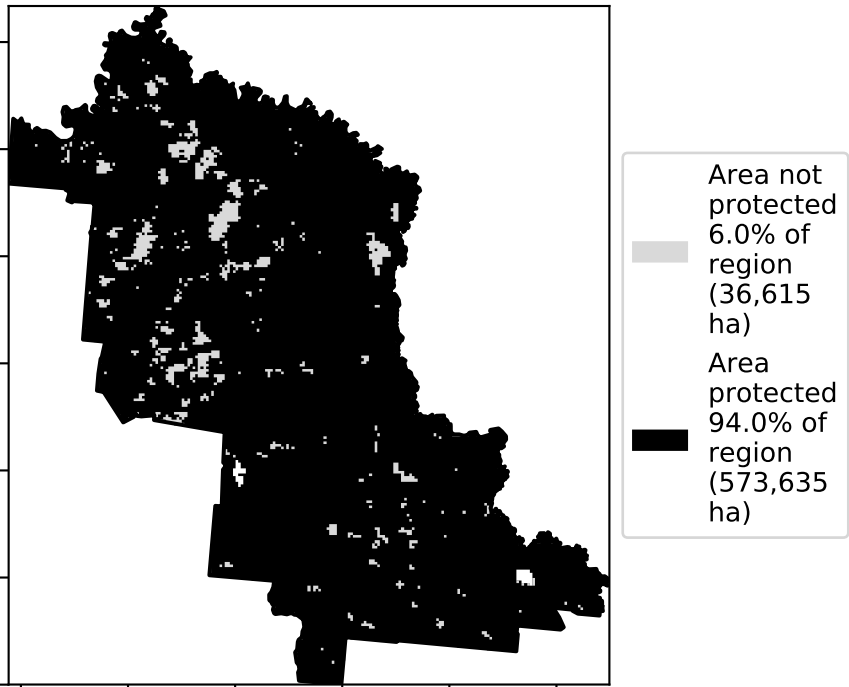 Area not
protected
6.0% of
region
(36,615
ha)
Area
protected
94.0% of
region
(573,635
ha)